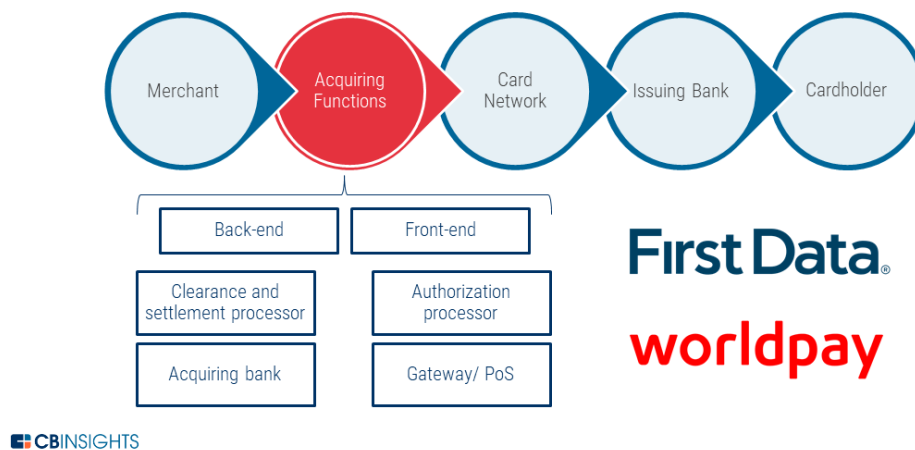 Merchant
Acquiring
Functions
Card
Network
Issuing Bank
Cardholder
Back-end
Front-end
Clearance and
settlement processor
Authorization
processor
Acquiring bank
Gateway/ PoS
First Data®
worldpay
CBINSIGHTS